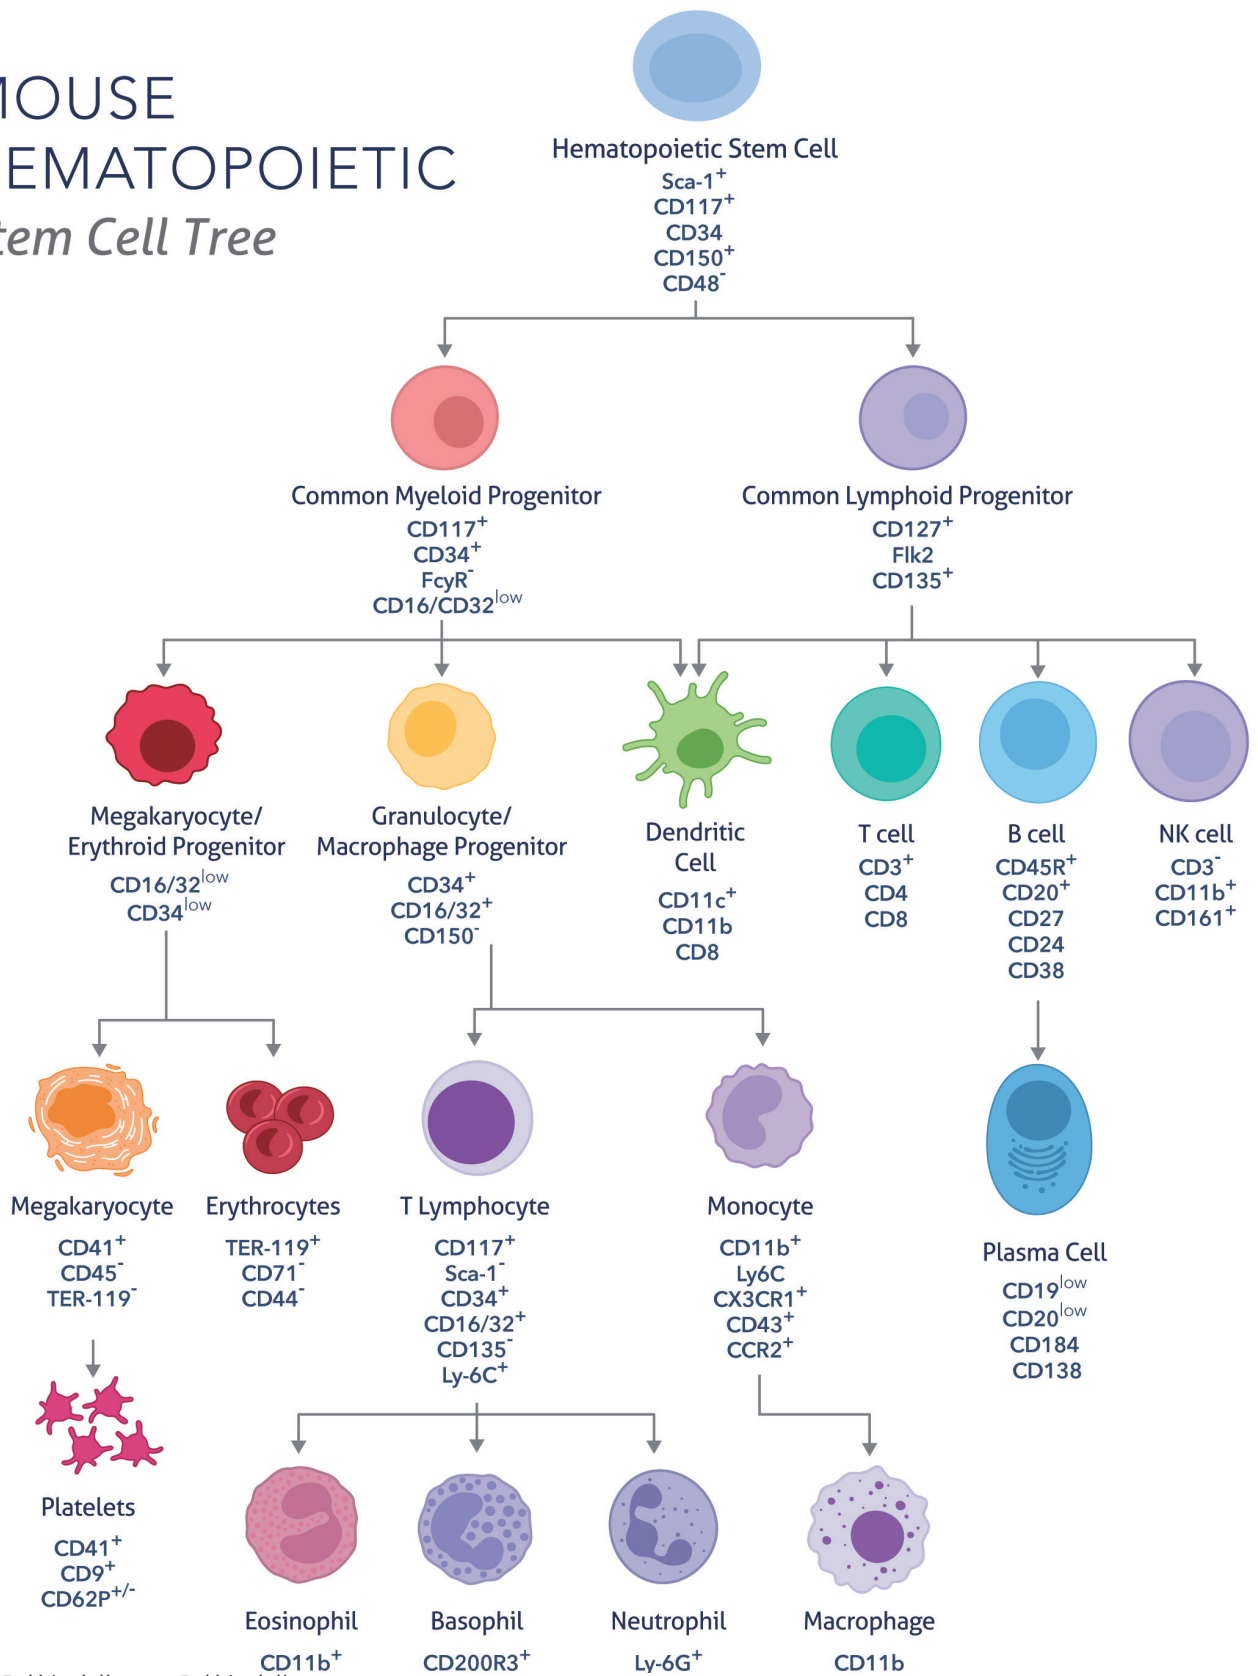 MOUSE
HEMATOPOIETIC
Stem Cell Tree
Hematopoietic Stem Cell
Sca-1⁺
CD117⁺
CD34
CD150⁺
CD48⁻
Common Myeloid Progenitor
CD117⁺
CD34⁺
FcyR⁻
CD16/CD32ˡᵒʷ
Common Lymphoid Progenitor
CD127⁺
Flk2
CD135⁺
Megakaryocyte/
Erythroid Progenitor
CD16/32ˡᵒʷ
CD34ˡᵒʷ
Granulocyte/
Macrophage Progenitor
CD34⁺
CD16/32⁺
CD150⁻
Dendritic
Cell
CD11c⁺
CD11b
CD8
T cell
CD3⁺
CD4
CD8
B cell
CD45R⁺
CD20⁺
CD27
CD24
CD38
NK cell
CD3⁻
CD11b⁺
CD161⁺
Megakaryocyte
CD41⁺
CD45⁻
TER-119⁻
Erythrocytes
TER-119⁺
CD71⁻
CD44⁻
T Lymphocyte
CD117⁺
Sca-1⁻
CD34⁺
CD16/32⁺
CD135⁻
Ly-6C⁺
Monocyte
CD11b⁺
Ly6C
CX3CR1⁺
CD43⁺
CCR2⁺
Plasma Cell
CD19ˡᵒʷ
CD20ˡᵒʷ
CD184
CD138
Platelets
CD41⁺
CD9⁺
CD62P⁺/⁻
Eosinophil
CD11b⁺
Basophil
CD200R3⁺
Neutrophil
Ly-6G⁺
Macrophage
CD11b